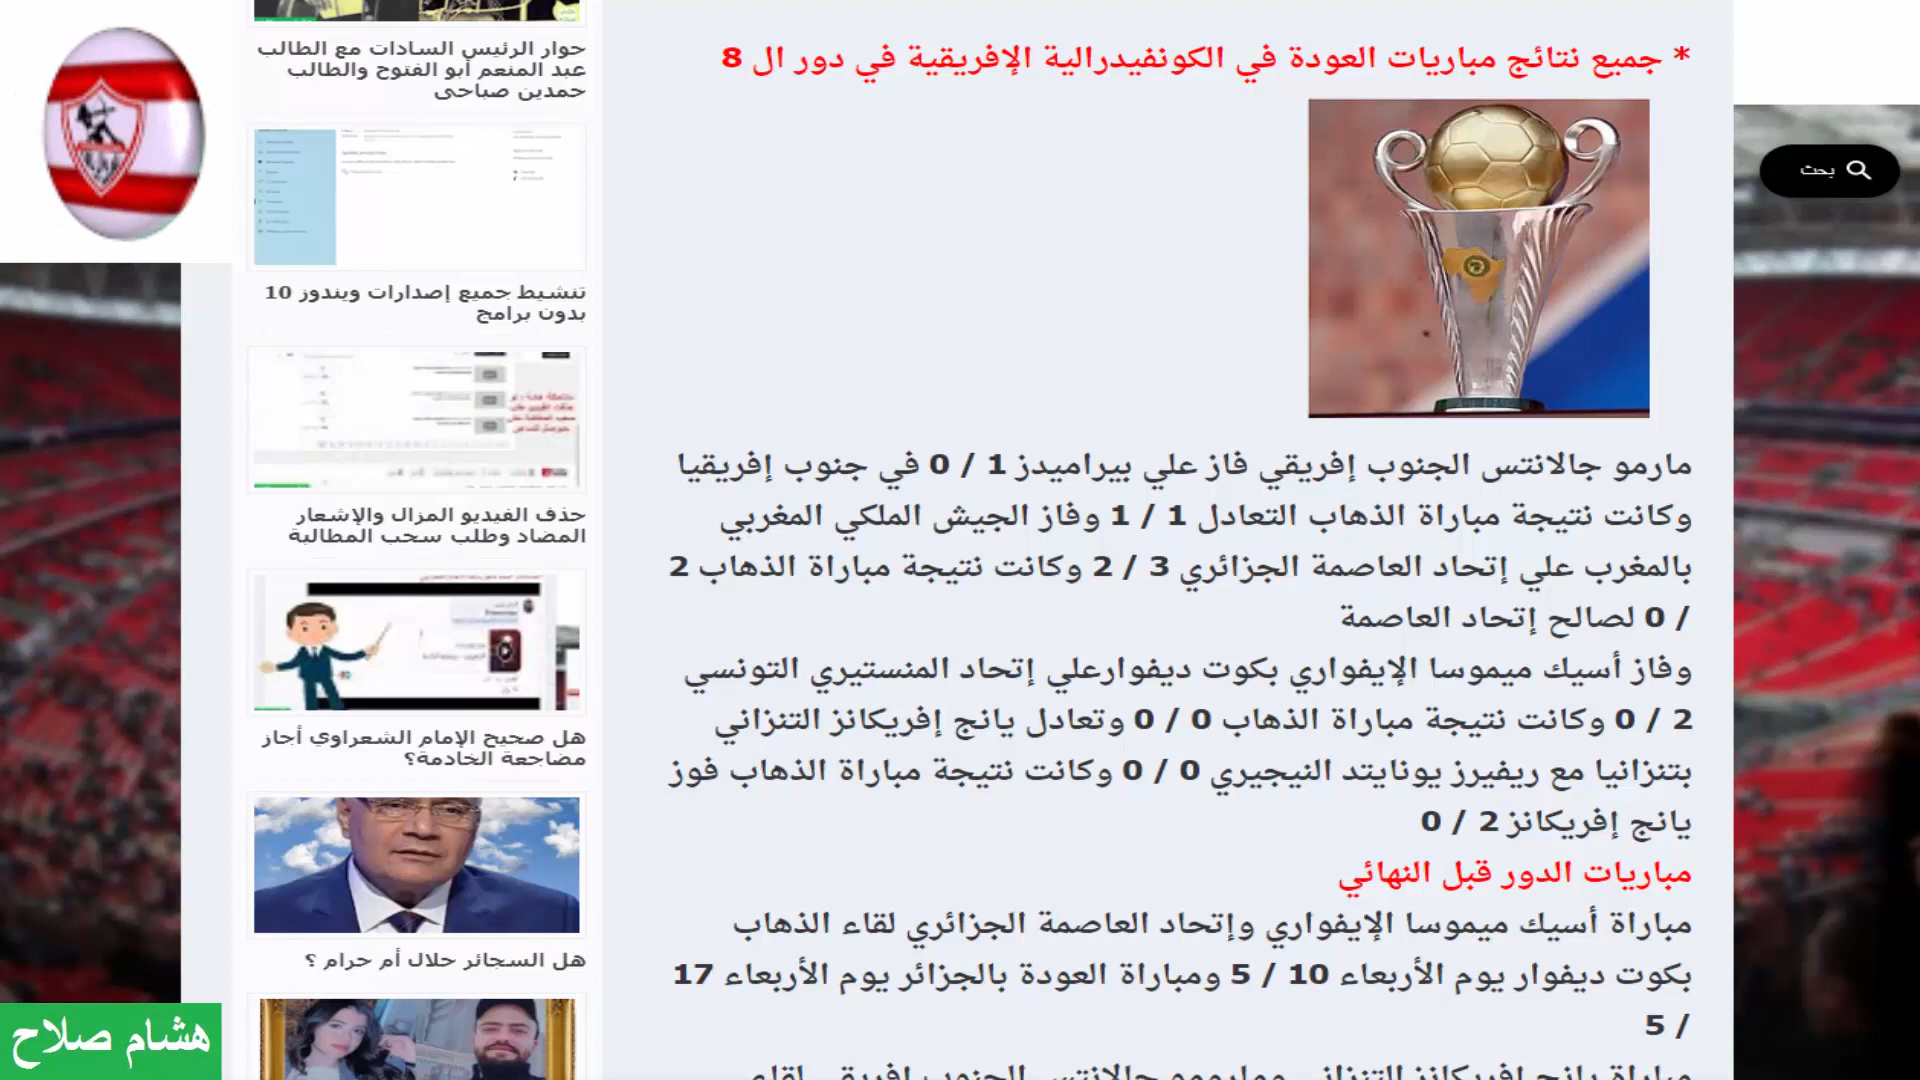 * جميع نتائج مباريات العودة في الكونفيدرالية الإفريقية في دور ال 8
بحث
مارمو جالانتس الجنوب إفريقي فاز علي بيراميدز 1 / 0 في جنوب إفريقيا
وكانت نتيجة مباراة الذهاب التعادل 1 / 1 وفاز الجيش الملكي المغربي
بالمغرب علي إتحاد العاصمة الجزائري 3 / 2 وكانت نتيجة مباراة الذهاب 2
/ 0 لصالح إتحاد العاصمة
وفاز أسيك ميموسا الإيفواري بكوت ديفوارعلي إتحاد المنستيري التونسي
2 / 0 وكانت نتيجة مباراة الذهاب 0 / 0 وتعادل يانج إفريكانز التنزاني
بتنزانيا مع ريفيرز يونايتد النيجيري 0 / 0 وكانت نتيجة مباراة الذهاب فوز
يانج إفريكانز 2 / 0
مباريات الدور قبل النهائي
مباراة أسيك ميموسا الإيفواري وإتحاد العاصمة الجزائري لقاء الذهاب
بكوت ديفوار يوم الأربعاء 10 / 5 ومباراة العودة بالجزائر يوم الأربعاء 17
/ 5
حوار الرئيس السادات مع الطالب
عبد المنعم أبو الفتوح والطالب
حمدين صباحى
تنشيط جميع إصدارات ويندوز 10
بدون برامج
حذف الفيديو المزال والإشعار
المضاد وطلب سحب المطالبة
هل صحيح الإمام الشعراوي أجاز
مضاجعة الخادمة؟
هل السجائر حلال أم حرام ؟
هشام صلاح